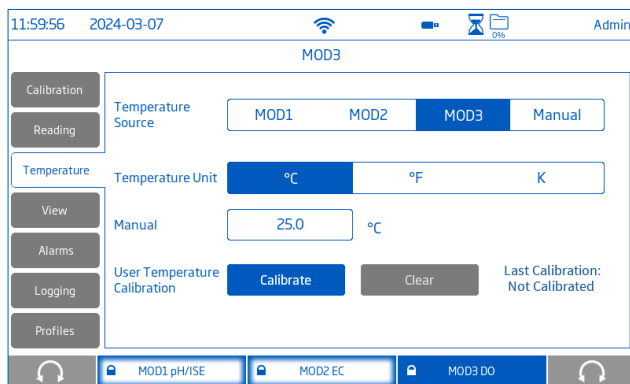 11:59:56 2024-03-07 0% Admin
MOD3
Calibration
Reading
Temperature
View
Alarms
Logging
Profiles
Temperature
Source
MOD1 MOD2 MOD3 Manual
Temperature Unit °C °F K
Manual 25.0 °C
User Temperature
Calibration
Calibrate Clear
Last Calibration:
Not Calibrated
MOD1 pH/ISE MOD2 EC MOD3 DO